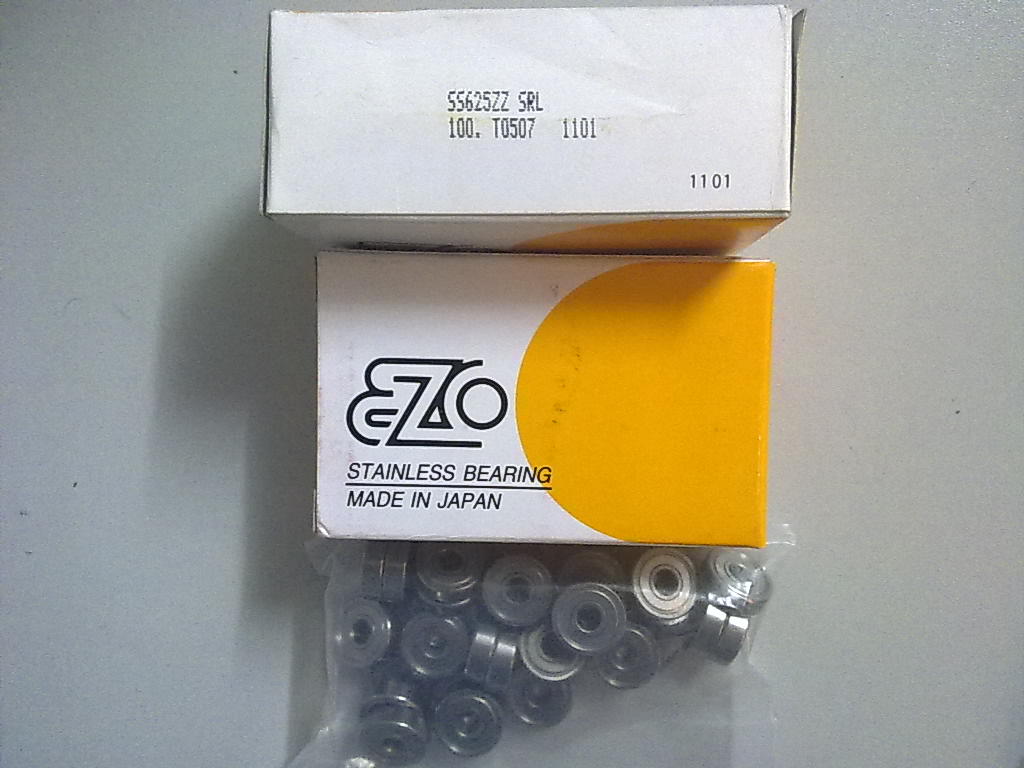 SS625ZZ SRL
100. T0507 1101
1101
EZO
STAINLESS BEARING
MADE IN JAPAN